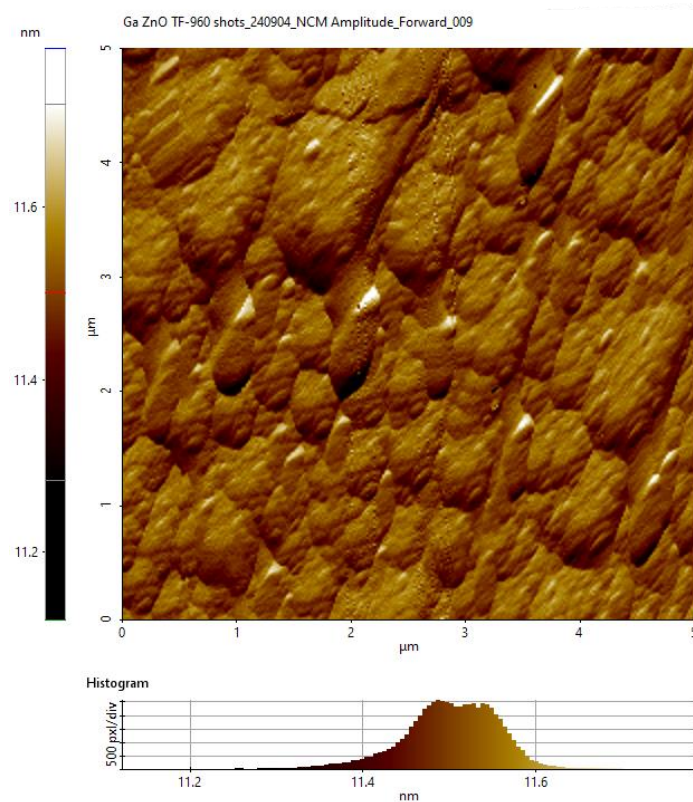 Ga ZnO TF-960 shots_240904_NCM Amplitude_Forward_009
nm
11.6
11.4
11.2
5
4
3
2
1
0
µm
0 1 2 3 4 5
µm
Histogram
500 pxl/div
11.2 11.4 11.6
nm